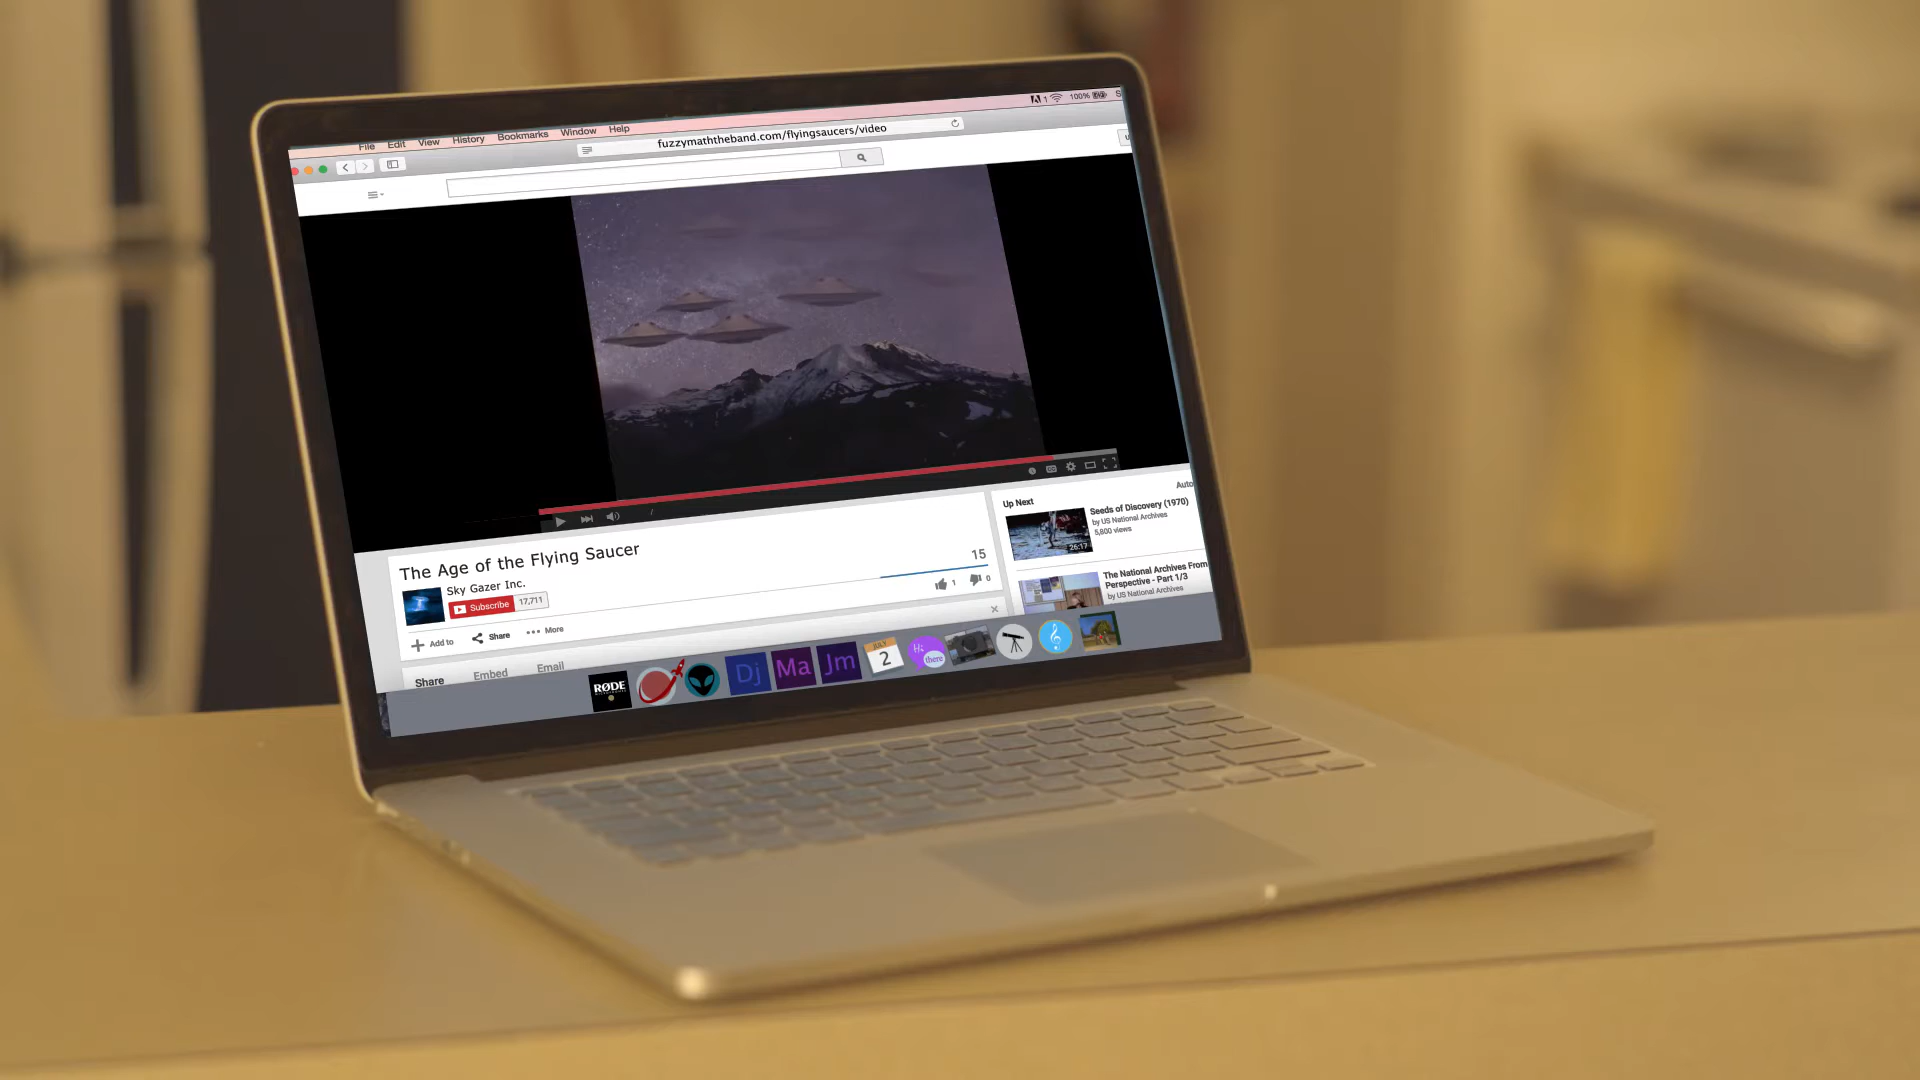 File Edit View History Bookmarks Window Help
1 100%
fuzzymaththeband.com/flyingsaucers/video
The Age of the Flying Saucer
Sky Gazer Inc.
Subscribe 17,711
15
1 0
Add to Share More
Share Embed Email
Up Next
Auto
26:17
Seeds of Discovery (1970)
by US National Archives
5,800 views
The National Archives From
Perspective - Part 1/3
by US National Archives
RØDE
Dj
Ma
Jm
JULY
2
Hi
there